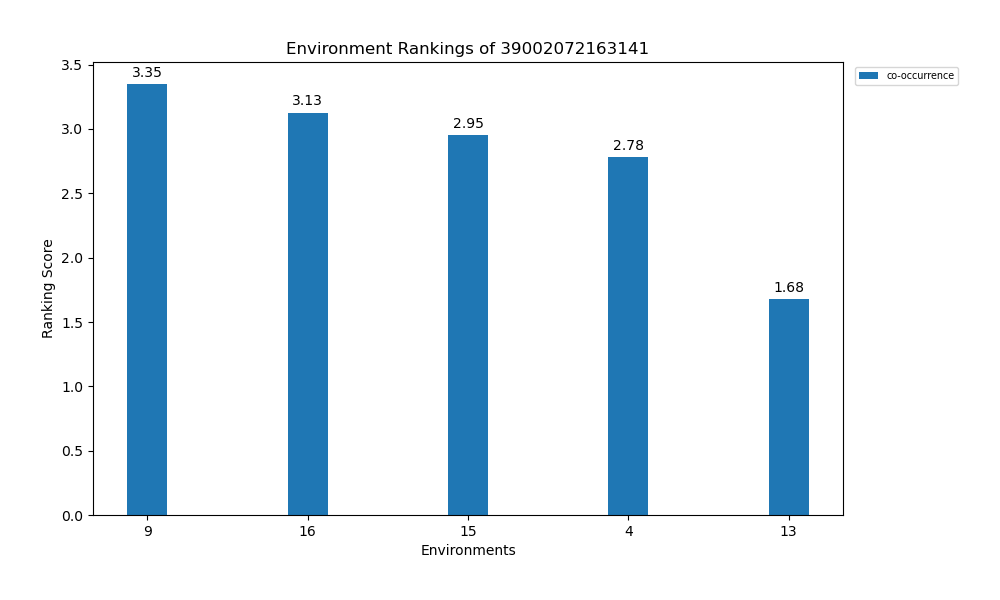 Environment Rankings of 39002072163141
co-occurrence
3.35
3.13
2.95
2.78
1.68
Ranking Score
3.5
3.0
2.5
2.0
1.5
1.0
0.5
0.0
9 16 15 4 13
Environments